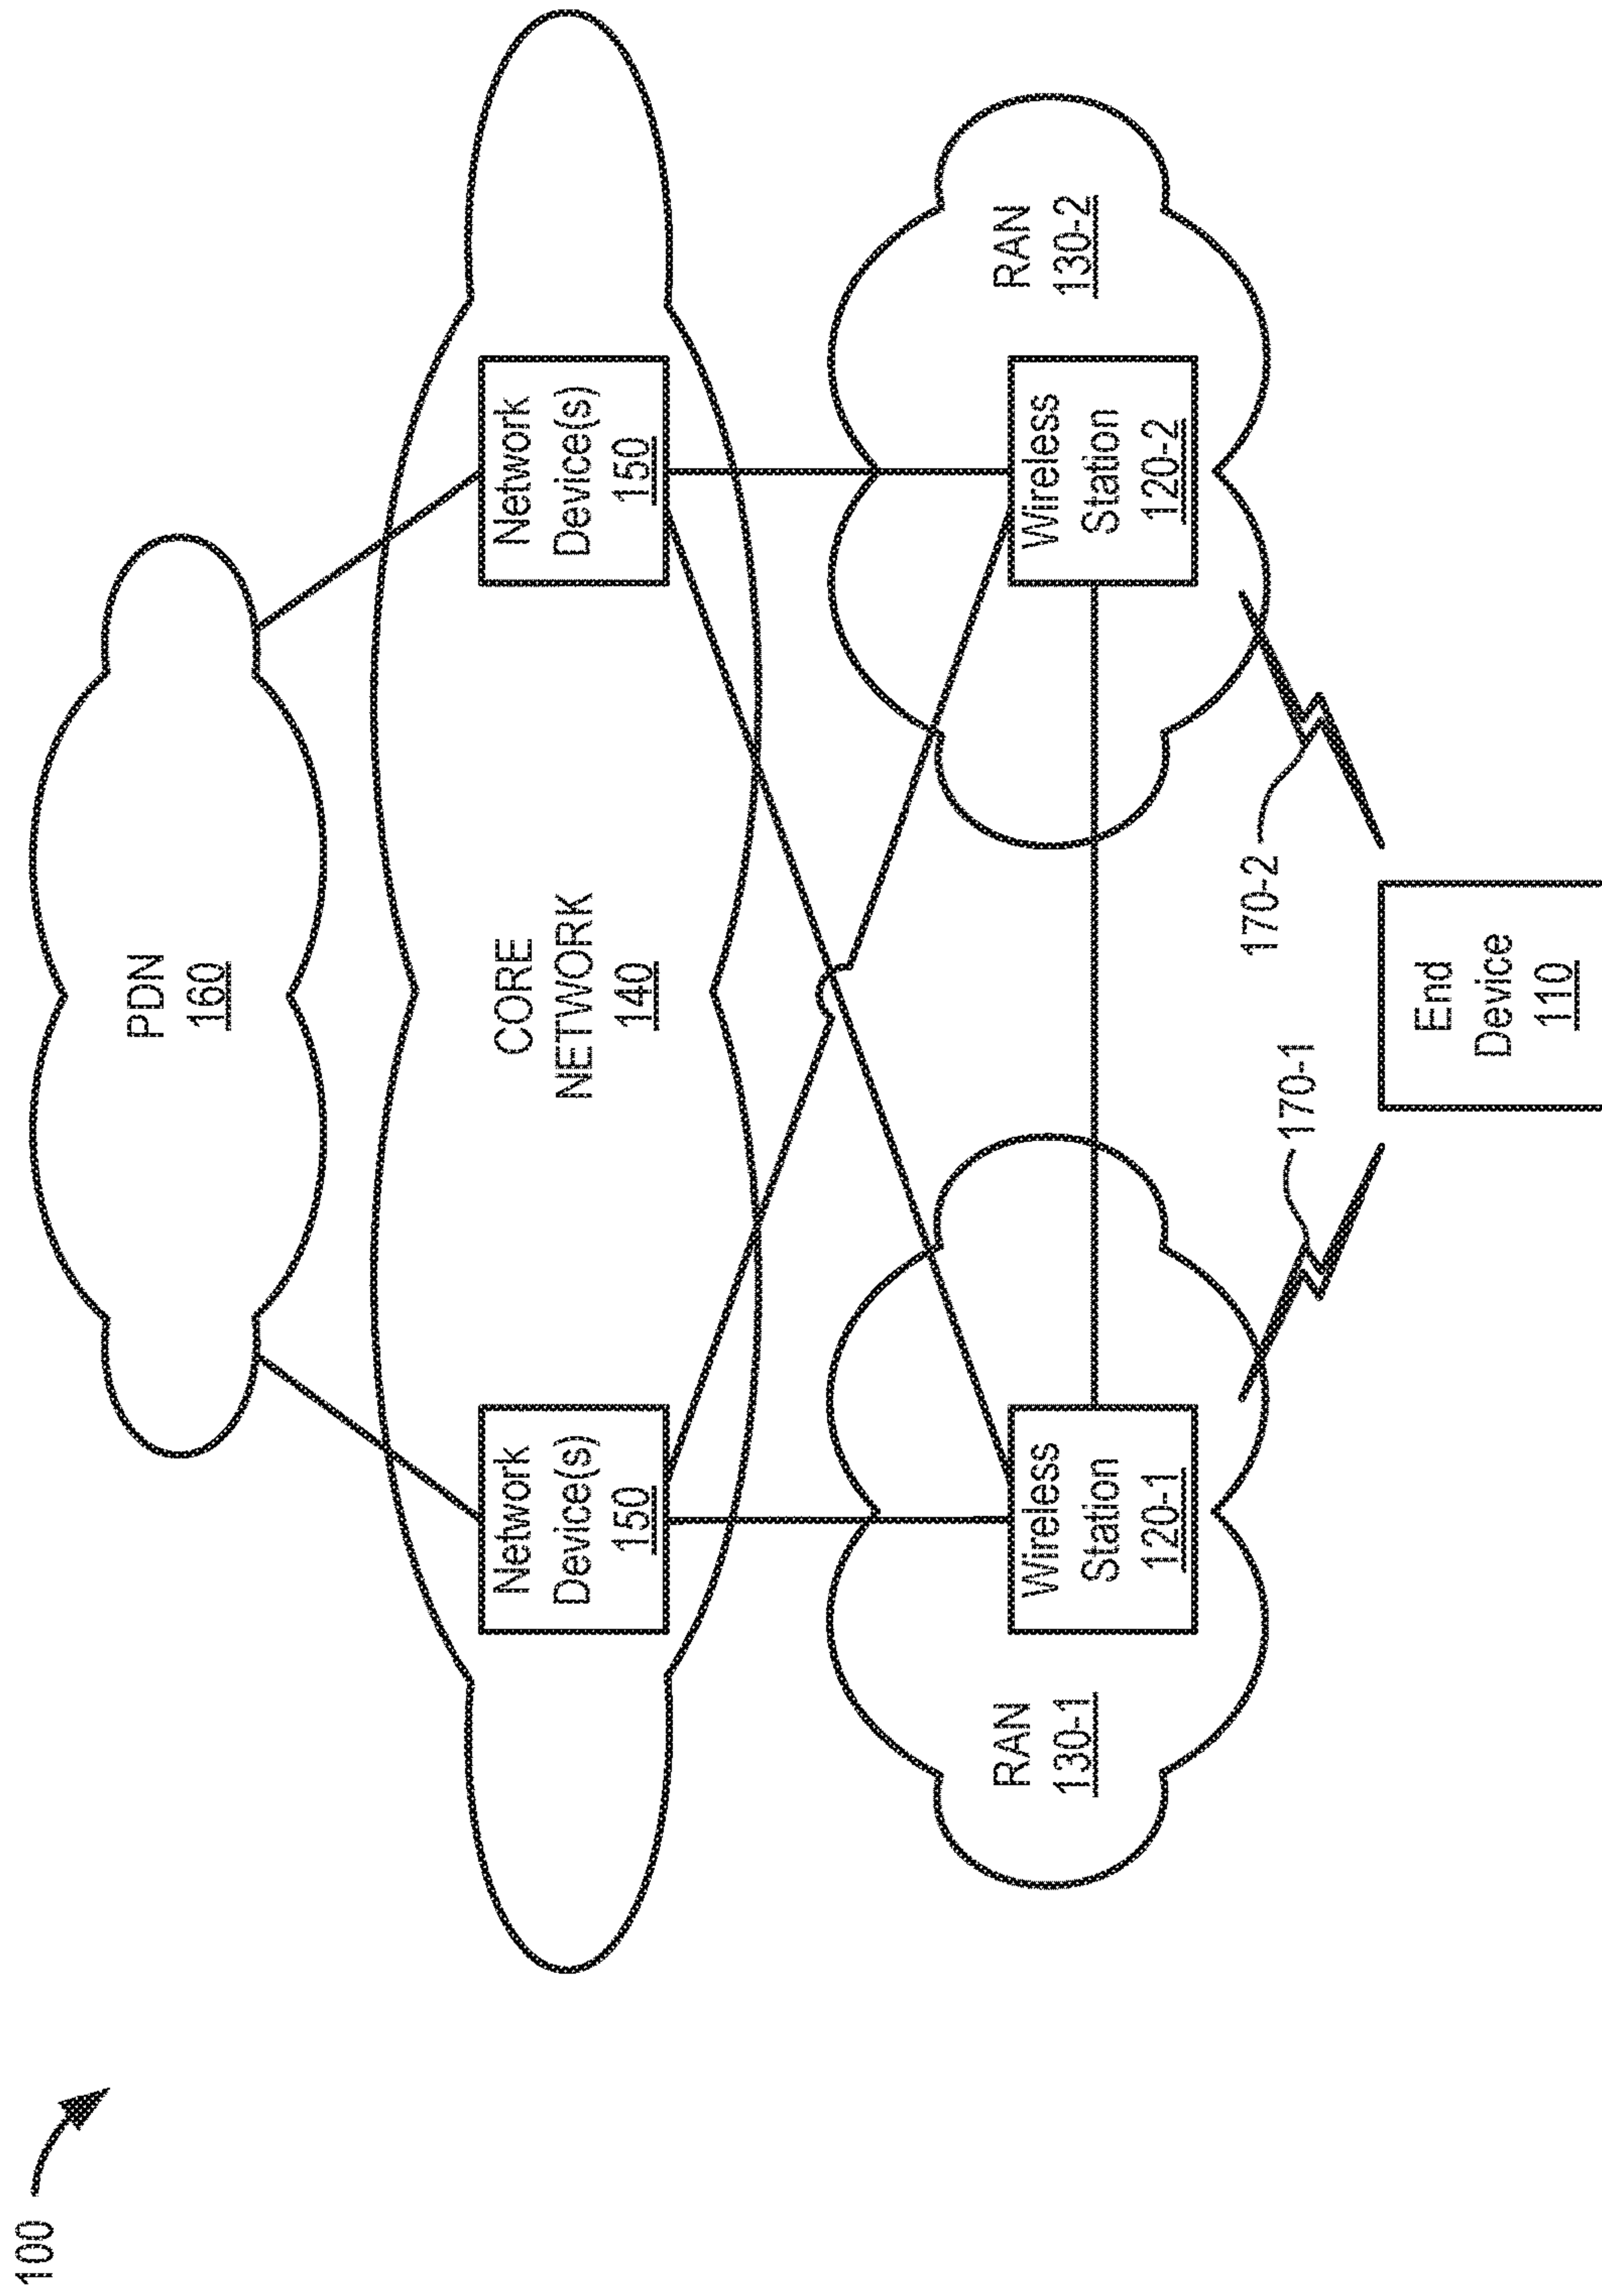 100
PDN
160
CORE
NETWORK
140
Network
Device(s)
150
Network
Device(s)
150
RAN
130-1
Wireless
Station
120-1
Wireless
Station
120-2
RAN
130-2
170-1
170-2
End
Device
110